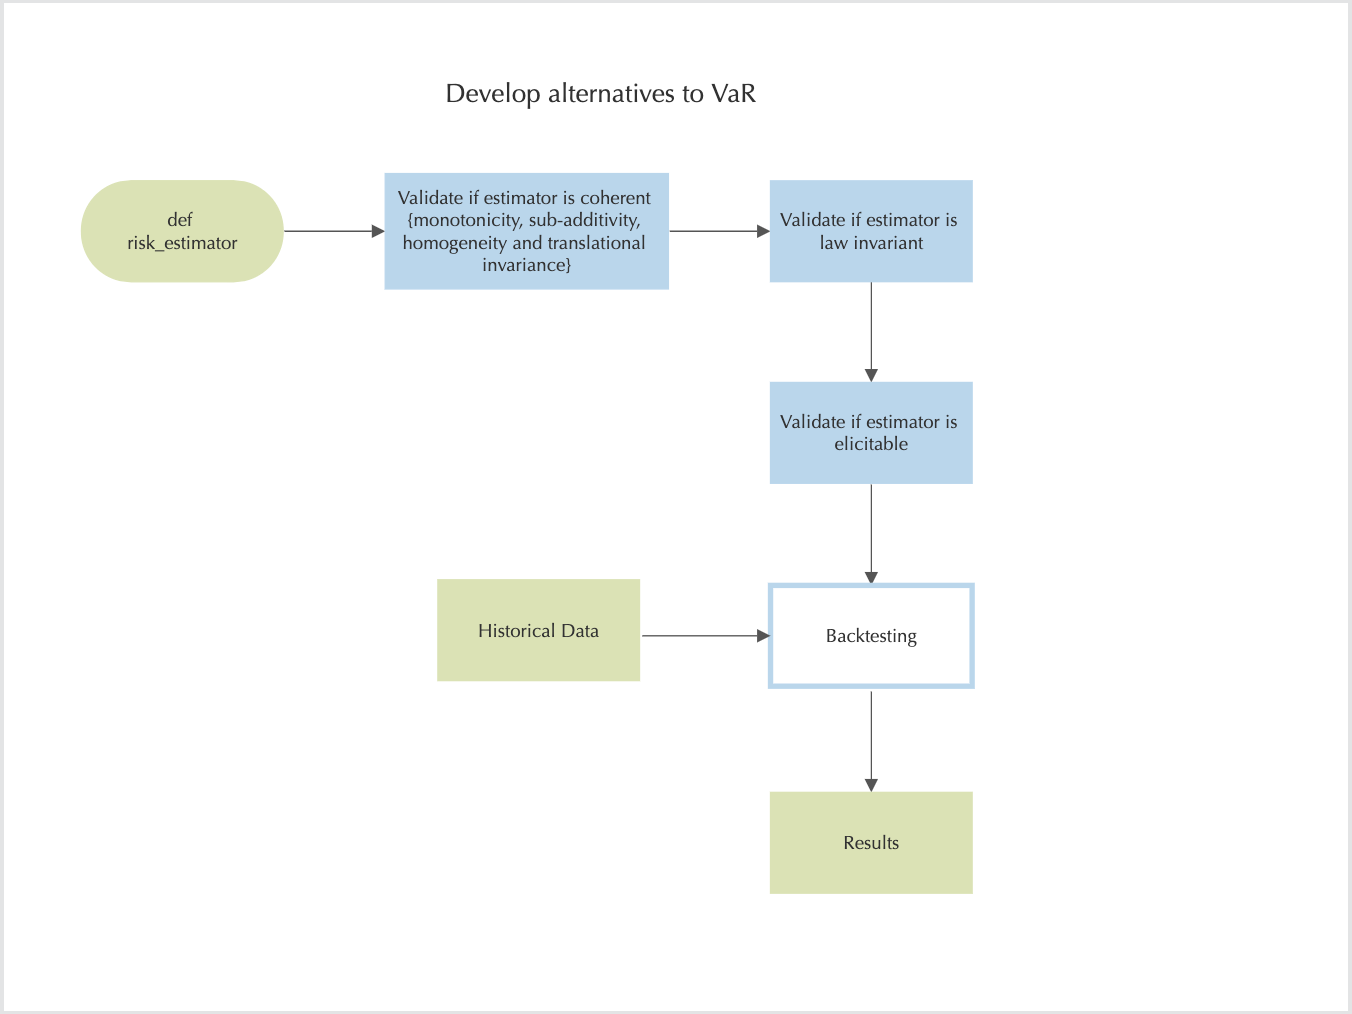 Develop alternatives to VaR
def
risk_estimator
Validate if estimator is coherent
{monotonicity, sub-additivity,
homogeneity and translational
invariance}
Validate if estimator is
law invariant
Validate if estimator is
elicitable
Historical Data
Backtesting
Results